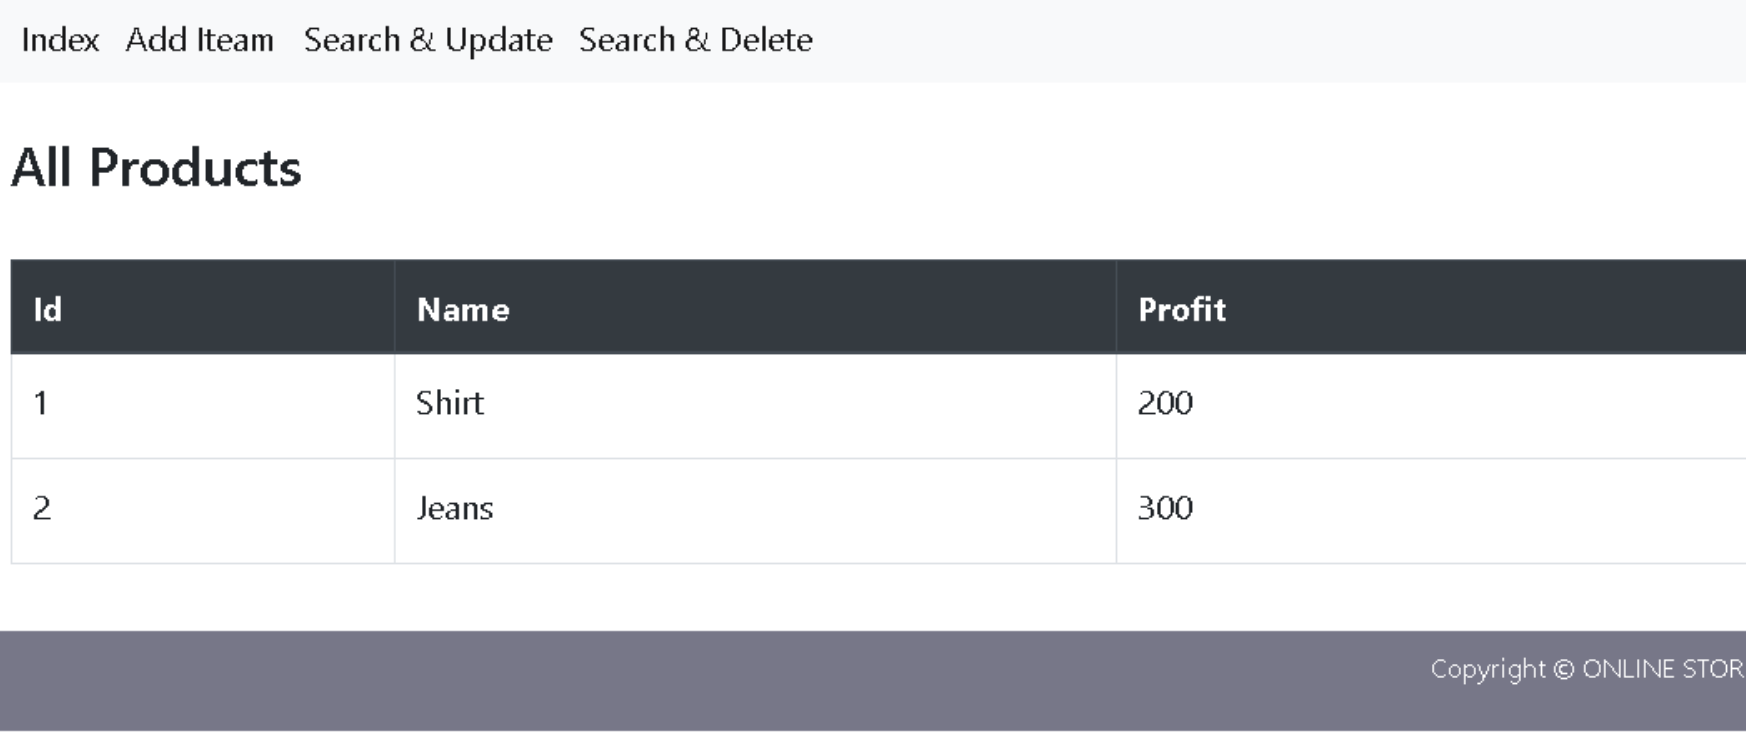 Index Add Iteam Search & Update Search & Delete
All Products
Id Name Profit
1 Shirt 200
2 Jeans 300
Copyright © ONLINE STOR